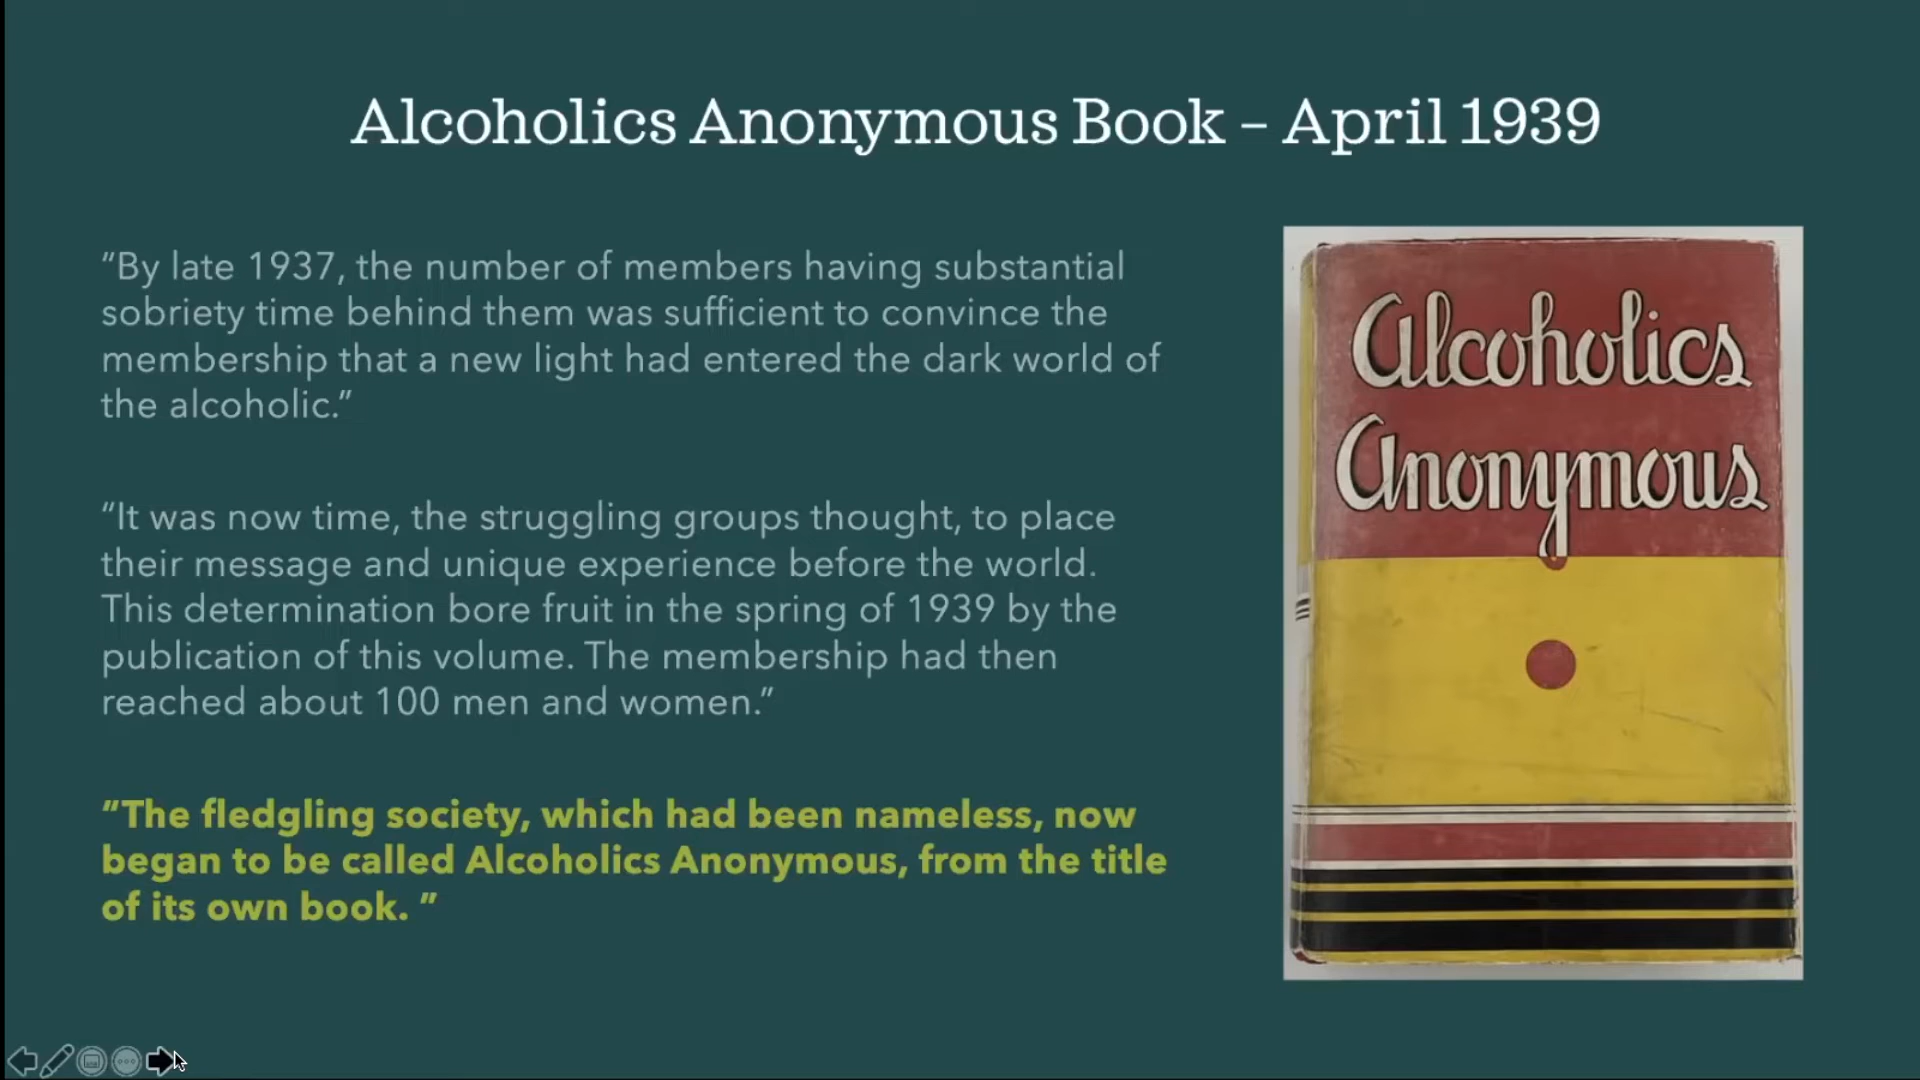 Alcoholics Anonymous Book – April 1939
“By late 1937, the number of members having substantial
sobriety time behind them was sufficient to convince the
membership that a new light had entered the dark world of
the alcoholic.”
“It was now time, the struggling groups thought, to place
their message and unique experience before the world.
This determination bore fruit in the spring of 1939 by the
publication of this volume. The membership had then
reached about 100 men and women.”
“The fledgling society, which had been nameless, now
began to be called Alcoholics Anonymous, from the title
of its own book. ”
Alcoholics
Anonymous